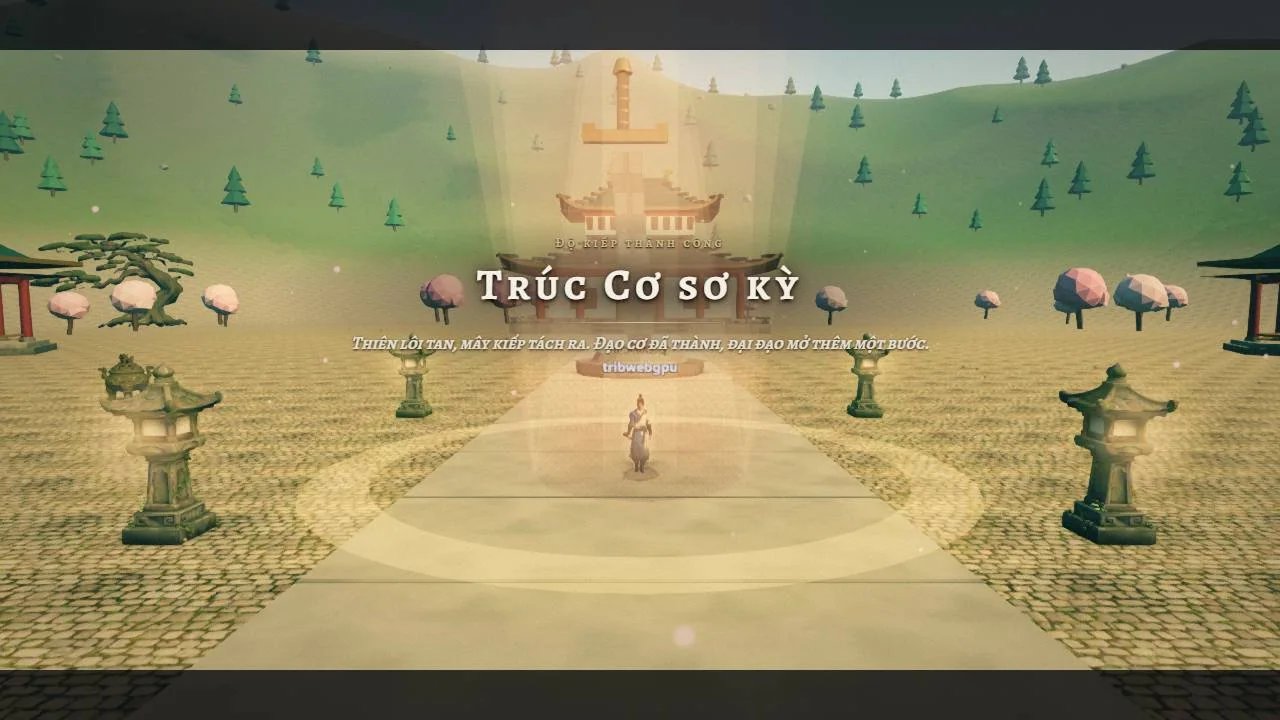 Độ kiếp thành công
Trúc Cơ sơ kỳ
Thiên lôi tan, mây kiếp tách ra. Đạo cơ đã thành, đại đạo mở thêm một bước.
tribwebgpu